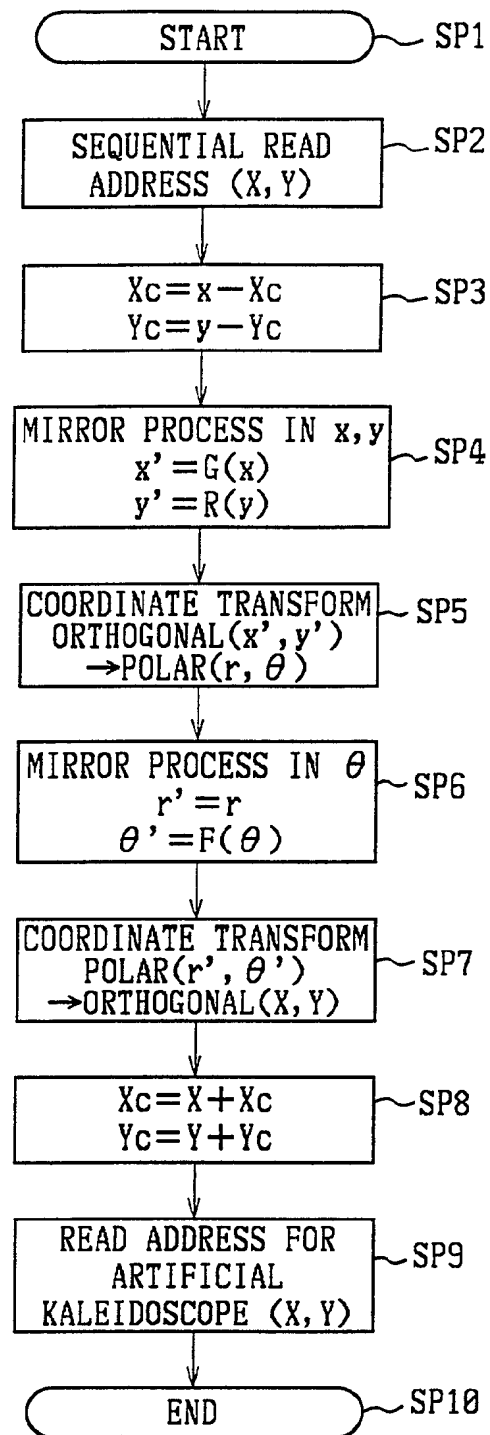 START
SP1
SEQUENTIAL READ
ADDRESS (X,Y)
SP2
Xc=x-Xc
Yc=y-Yc
SP3
MIRROR PROCESS IN x,y
x'=G(x)
y'=R(y)
SP4
COORDINATE TRANSFORM
ORTHOGONAL(x',y')
→POLAR(r,θ)
SP5
MIRROR PROCESS IN θ
r'=r
θ'=F(θ)
SP6
COORDINATE TRANSFORM
POLAR(r',θ')
→ORTHOGONAL(X,Y)
SP7
Xc=X+Xc
Yc=Y+Yc
SP8
READ ADDRESS FOR
ARTIFICIAL
KALEIDOSCOPE (X,Y)
SP9
END
SP10